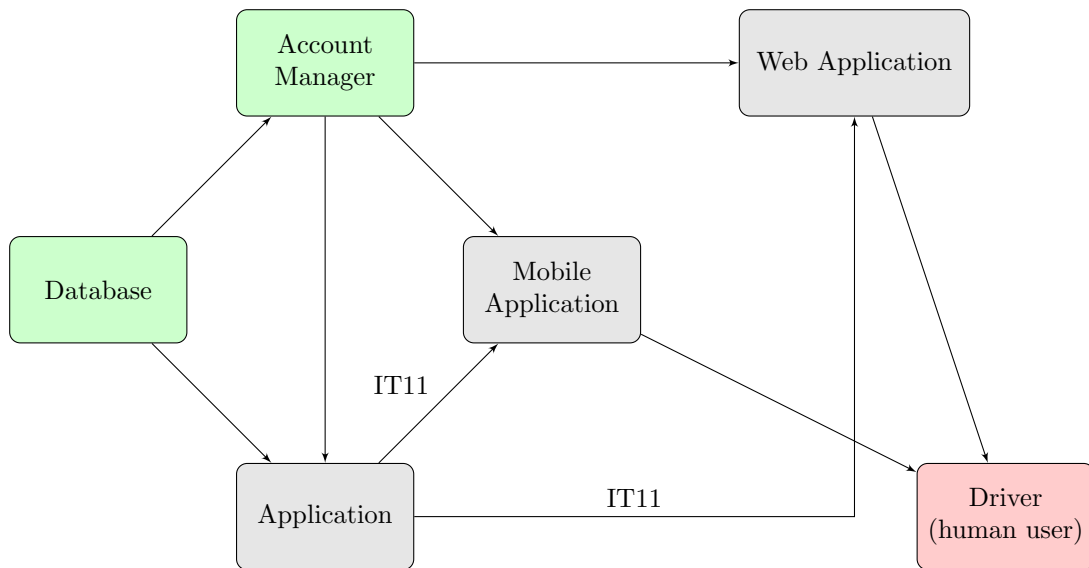 Account
Manager
Web Application
Database
Mobile
Application
IT11
Application
IT11
Driver
(human user)